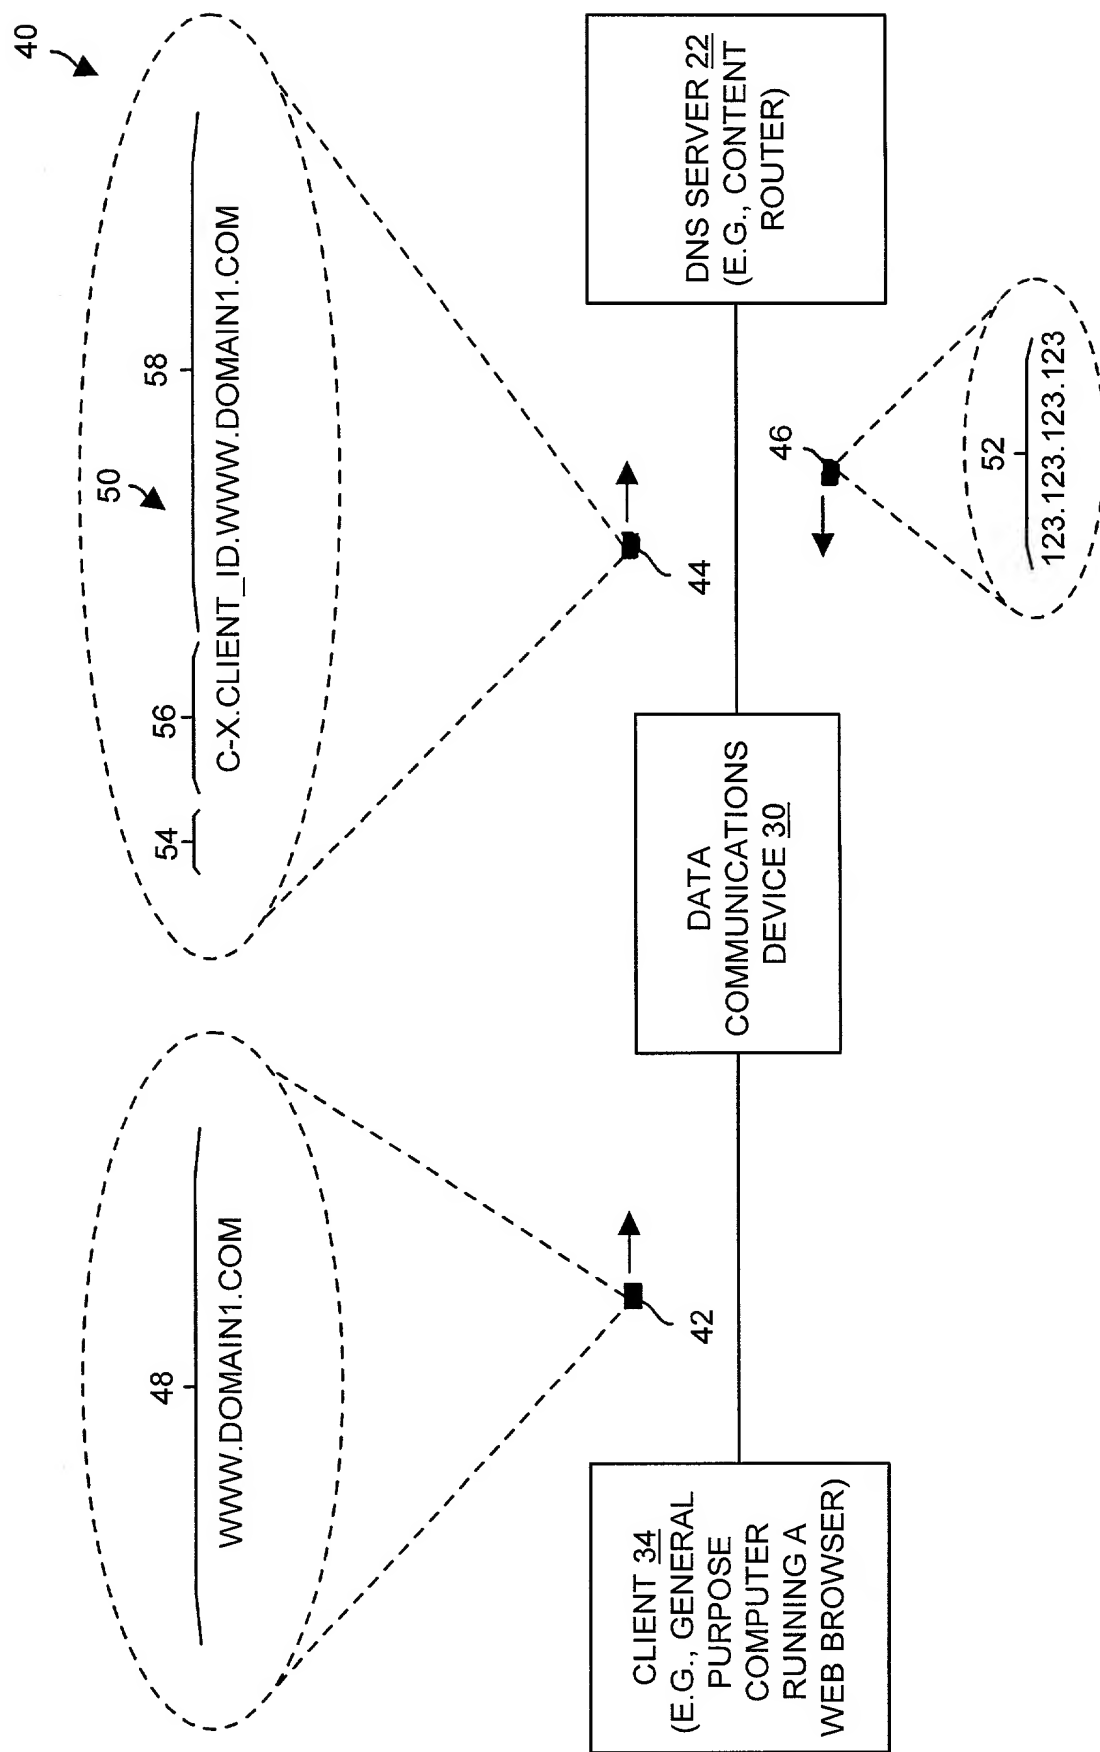 40
50
54
56
58
C-X.CLIENT_ID.WWW.DOMAIN1.COM
48
WWW.DOMAIN1.COM
42
44
46
52
123.123.123.123
CLIENT 34
(E.G., GENERAL
PURPOSE
COMPUTER
RUNNING A
WEB BROWSER)
DATA
COMMUNICATIONS
DEVICE 30
DNS SERVER 22
(E.G., CONTENT
ROUTER)